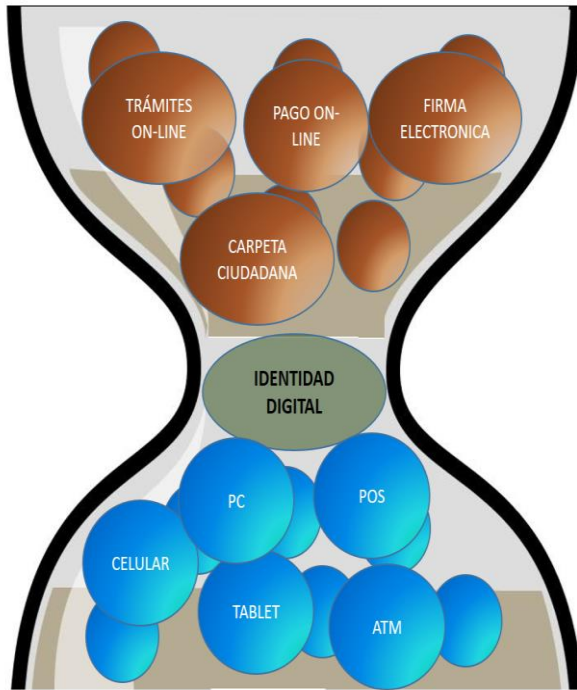 TRÁMITES
ON-LINE
PAGO ON-
LINE
FIRMA
ELECTRONICA
CARPETA
CIUDADANA
IDENTIDAD
DIGITAL
PC
POS
CELULAR
TABLET
ATM